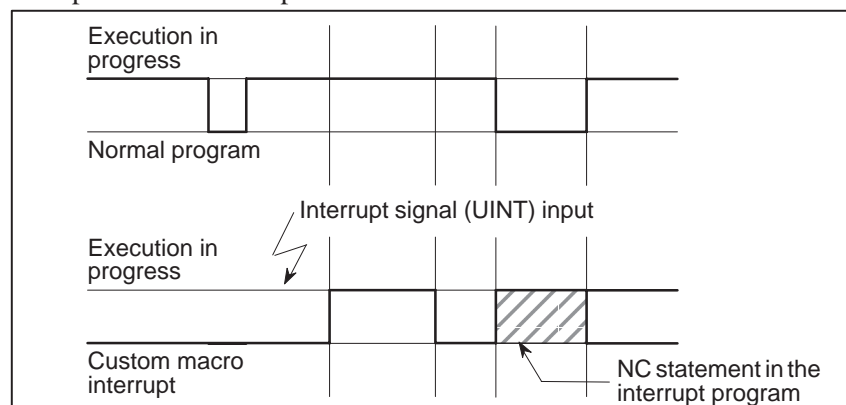 Execution in
progress
Normal program
Interrupt signal (UINT) input
Execution in
progress
Custom macro
interrupt
NC statement in the
interrupt program